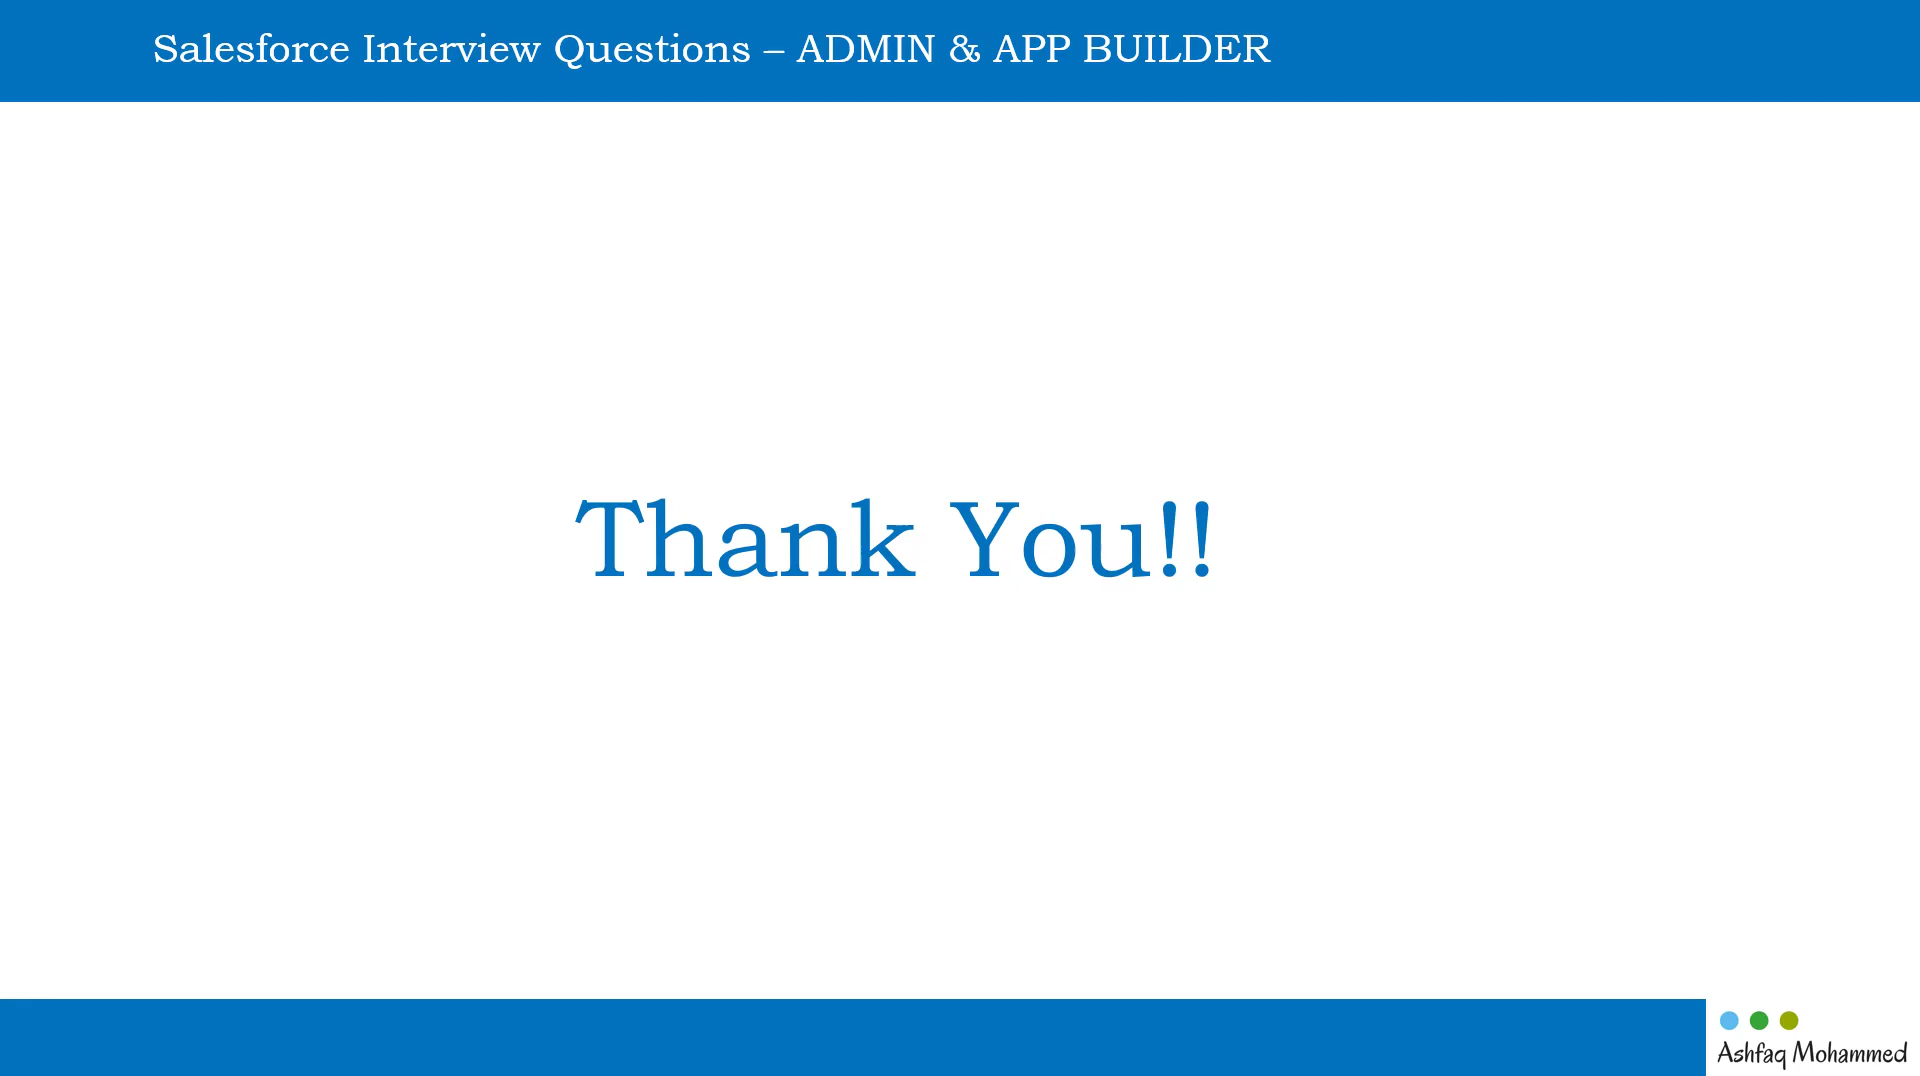 Salesforce Interview Questions – ADMIN & APP BUILDER
Thank You!!
Ashfaq Mohammed